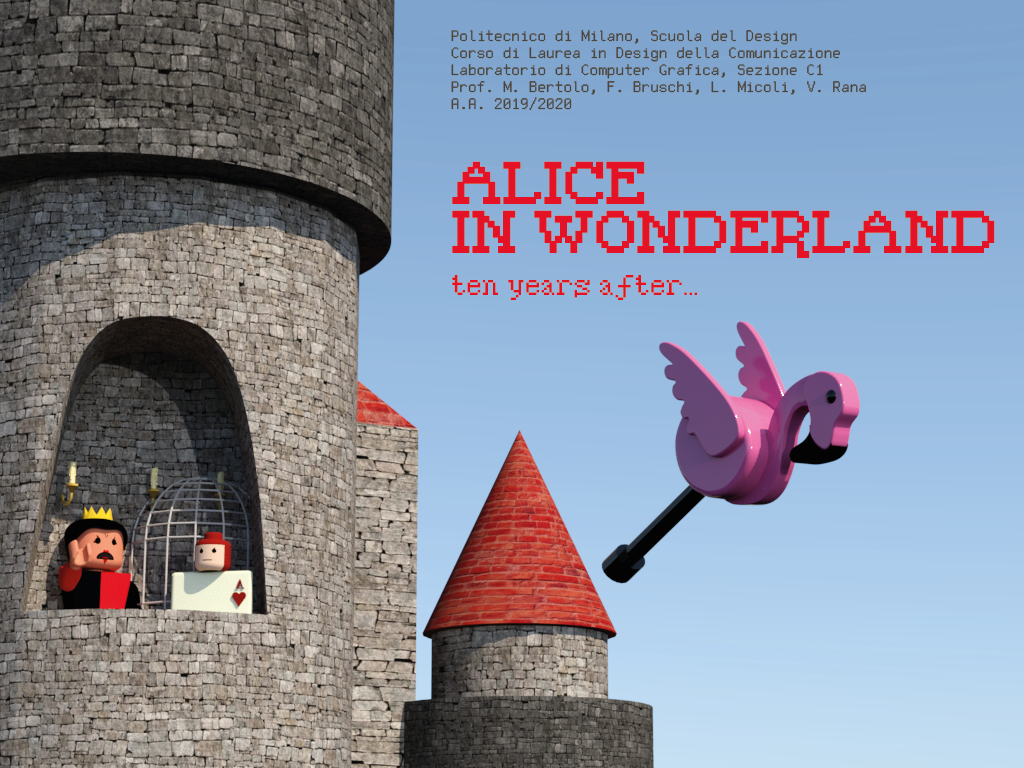 Politecnico di Milano, Scuola del Design
Corso di Laurea in Design della Comunicazione
Laboratorio di Computer Grafica, Sezione C1
Prof. M. Bertolo, F. Bruschi, L. Micoli, V. Rana
A.A. 2019/2020
ALICE
IN WONDERLAND
ten years after...
A